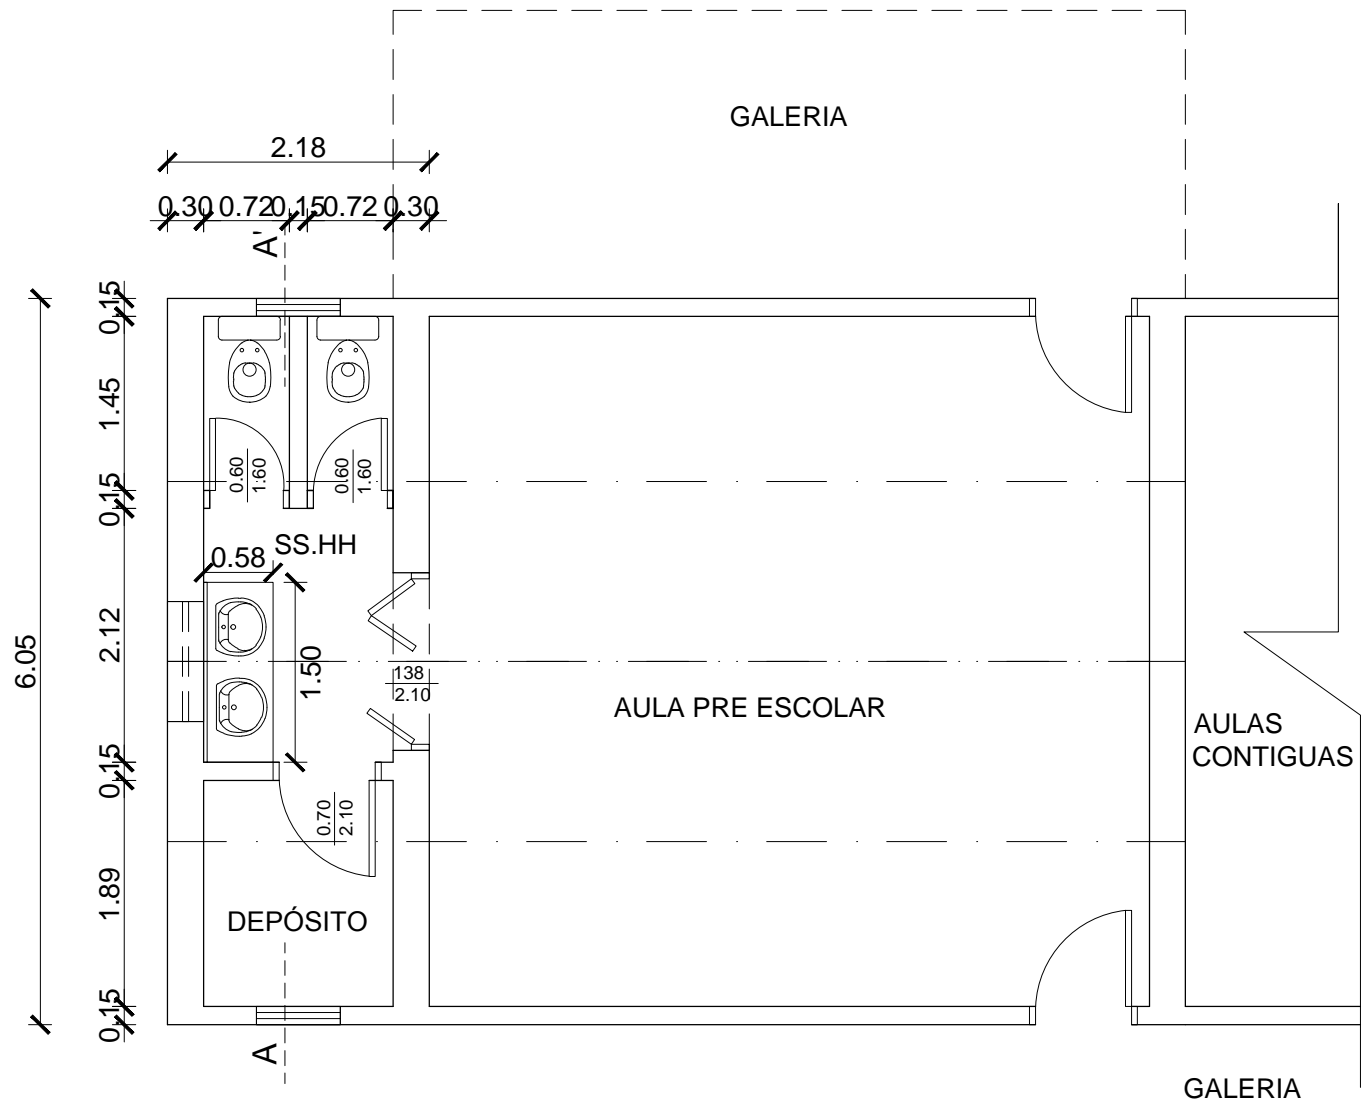 GALERIA
2.18
0.30 0.72 0.15 0.72 0.30
A'
0.15
1.45
0.15
2.12
0.15
1.89
0.15
6.05
0.60
1.60
0.60
1.60
SS.HH
0.58
1.50
138
2.10
AULA PRE ESCOLAR
AULAS
CONTIGUAS
0.70
2.10
DEPÓSITO
A
GALERIA